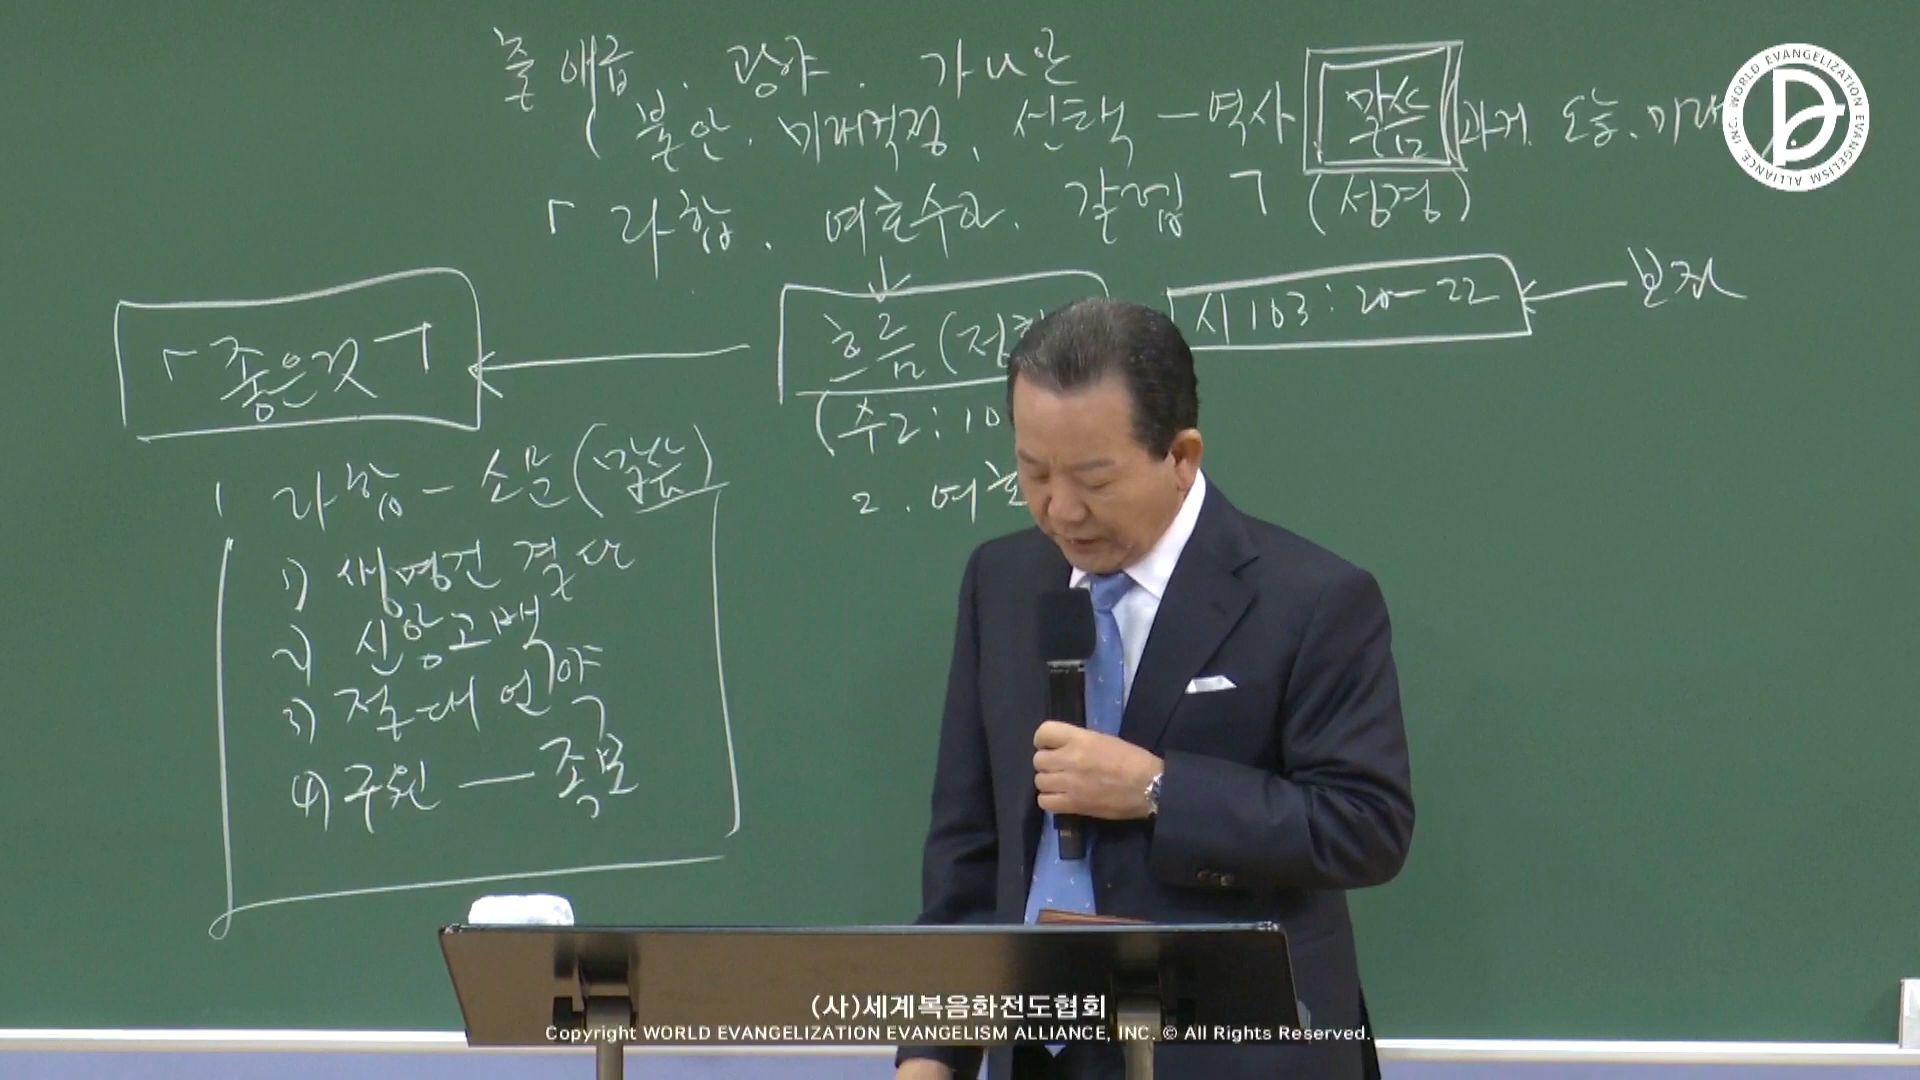 출애굽. 광야. 가나안
( 불안. 미래걱정, 선택 — 역사 말씀 과거. 오늘. 미래
「 라합. 여호수아. 갈렙 ㄱ (성경)
「좋은것ㄱ
흐름 (
시 103 : 20 - 22
보좌
(수2 : 10
1 라합 - 소문 (말씀)
1) 생명건 결단
2) 신앙고백
3) 절대 언약
4) 구원 — 족보
2. 여호
WORLD EVANGELIZATION EVANGELISM ALLIANCE, INC.
(사)세계복음화전도협회
Copyright WORLD EVANGELIZATION EVANGELISM ALLIANCE, INC. © All Rights Reserved.